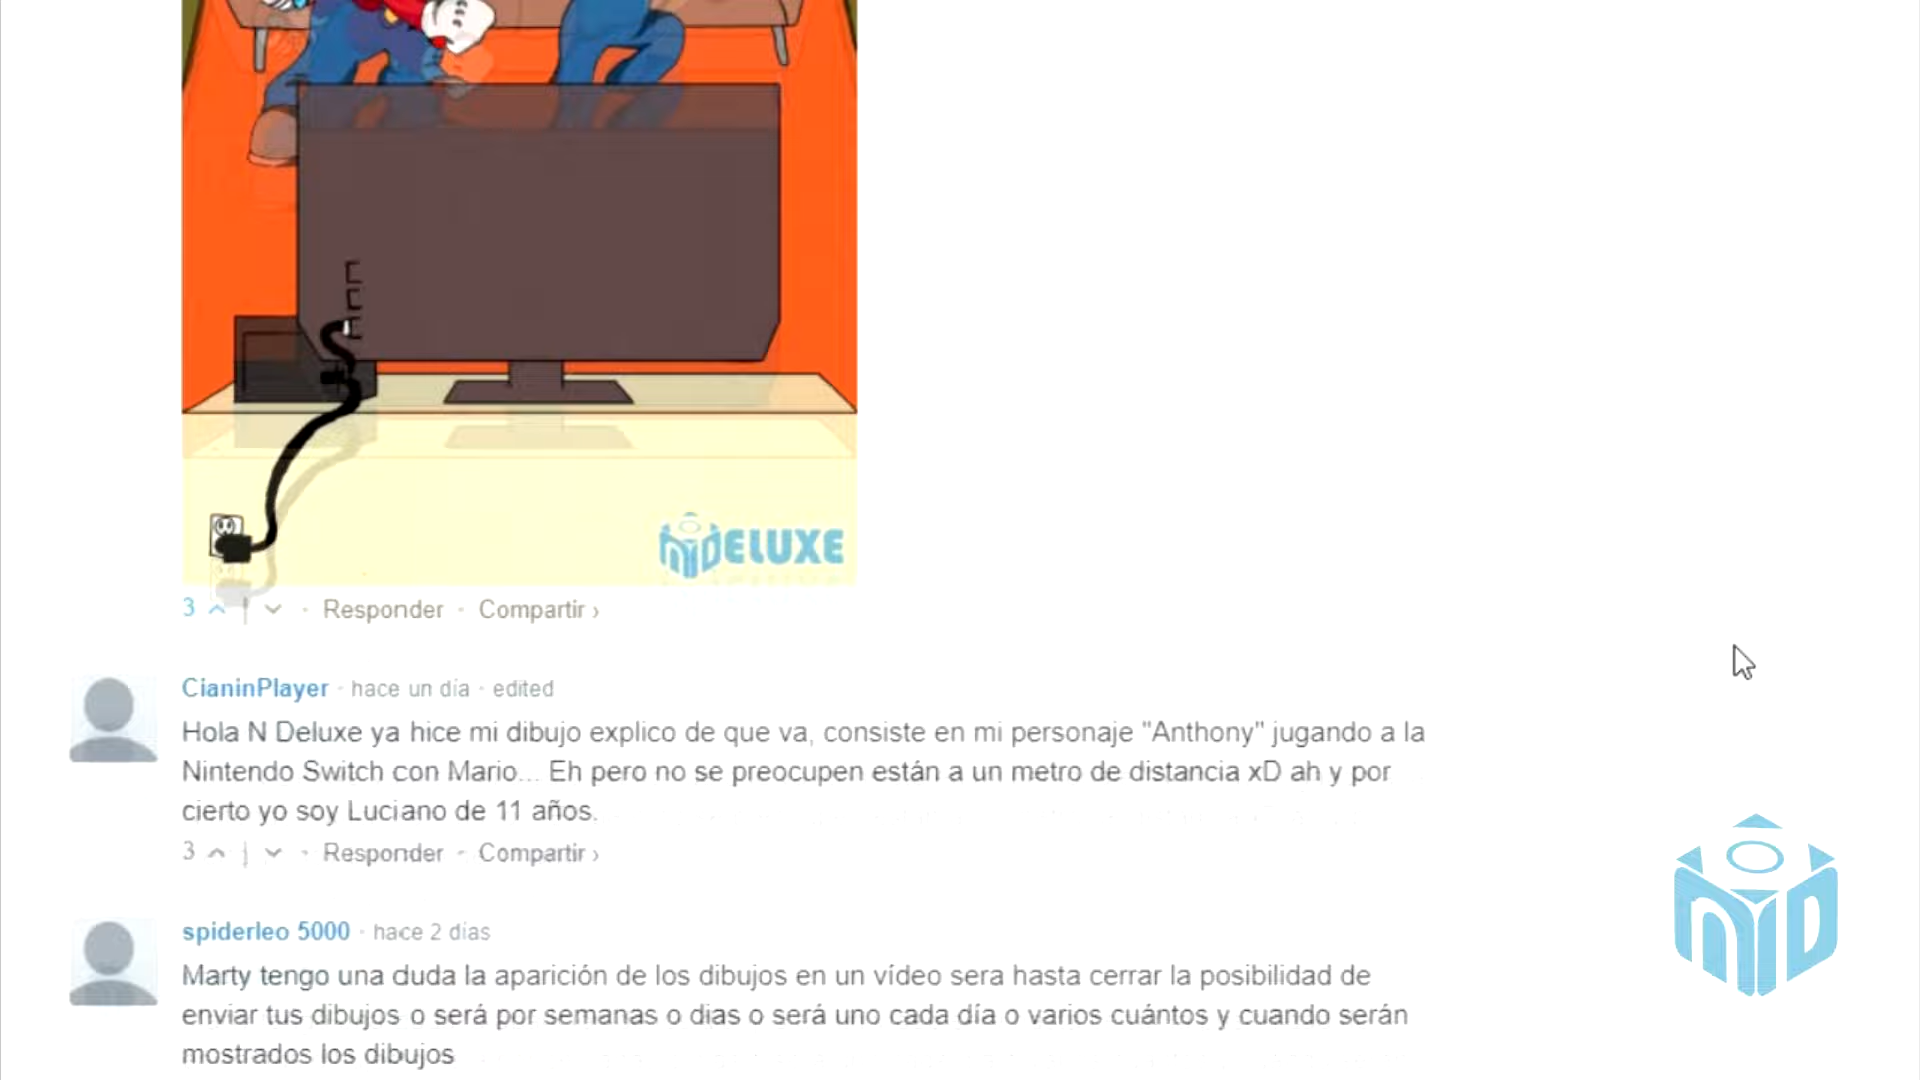 NDELUXE
3 · Responder · Compartir ›
CianinPlayer · hace un día · edited
Hola N Deluxe ya hice mi dibujo explico de que va, consiste en mi personaje "Anthony" jugando a la
Nintendo Switch con Mario... Eh pero no se preocupen están a un metro de distancia xD ah y por
cierto yo soy Luciano de 11 años.
3 · Responder · Compartir ›
spiderleo 5000 · hace 2 días
Marty tengo una duda la aparición de los dibujos en un vídeo sera hasta cerrar la posibilidad de
enviar tus dibujos o será por semanas o dias o será uno cada día o varios cuántos y cuando serán
mostrados los dibujos
ND